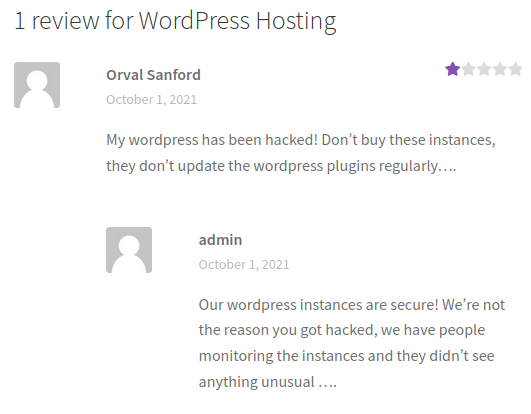 1 review for WordPress Hosting
Orval Sanford
October 1, 2021
My wordpress has been hacked! Don’t buy these instances,
they don’t update the wordpress plugins regularly….
admin
October 1, 2021
Our wordpress instances are secure! We’re not
the reason you got hacked, we have people
monitoring the instances and they didn’t see
anything unusual ….